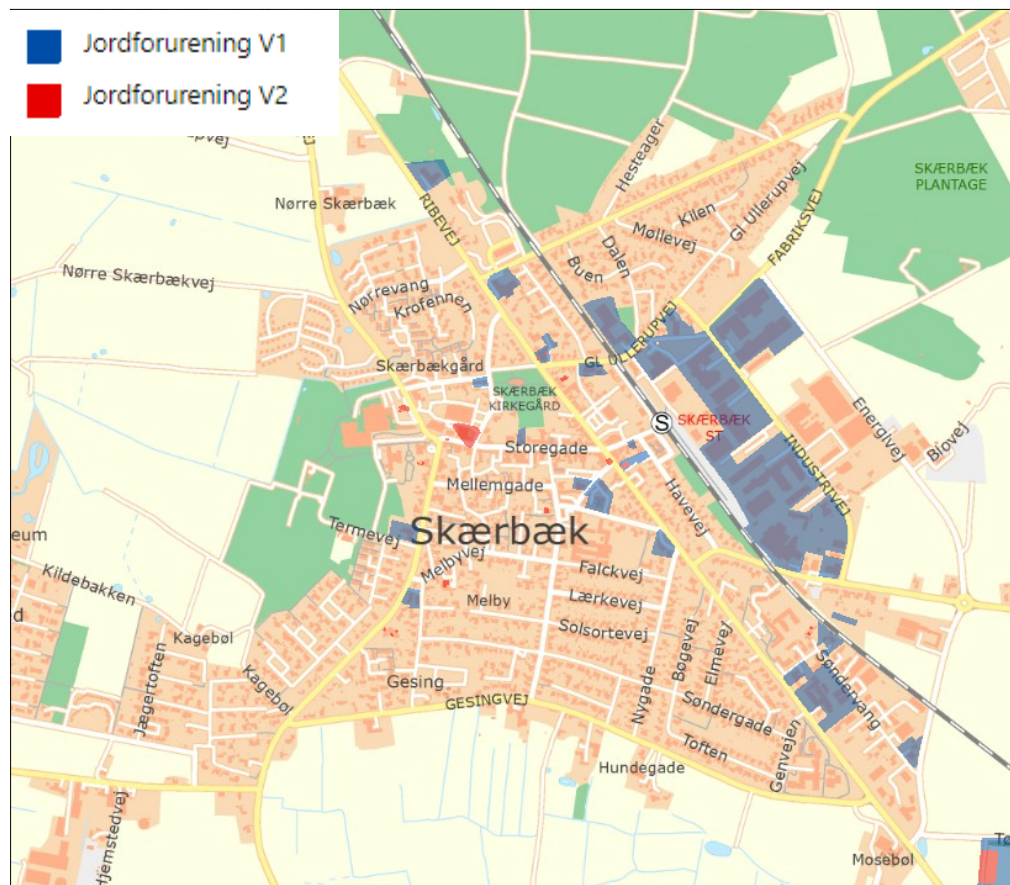 Jordforurening V1
Jordforurening V2
SKÆRBÆK
PLANTAGE
Hesteager
Nørre Skærbæk
RIBEVEJ
Kilen
Gl Ullerupvej
Møllevej
FABRIKSVEJ
Dalen
Buen
Nørre Skærbækvej
Nørrevang
Krofennen
GL ULLERUPVEJ
Skærbækgård
SKÆRBÆK
KIRKEGÅRD
S
SKÆRBÆK
ST
Energivej
Biovej
INDUSTRIVEJ
Storegade
Mellemgade
Havevej
Termevej
Skærbæk
eum
Melbyvej
Falckvej
Kildebakken
Melby
Lærkevej
d
Kagebøl
Solsortevej
Bøgevej
Elmevej
Søndervang
Jægertoften
Kagebøl
Gesing
GESINGVEJ
Nygade
Søndergade
Toften
Genvejen
Hundegade
Hjemstedvej
Mosebøl